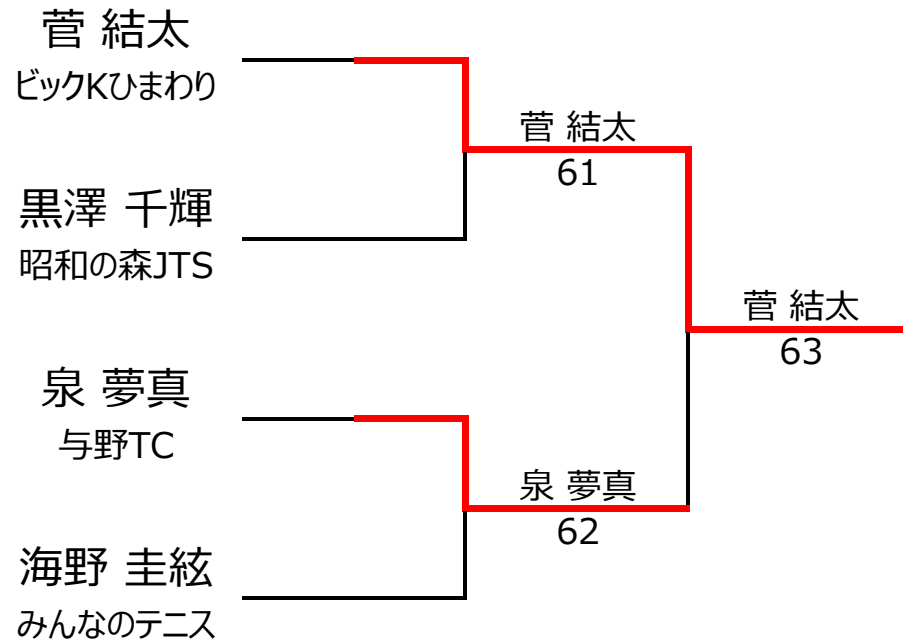 菅 結太
ビックKひまわり
黒澤 千輝
昭和の森JTS
泉 夢真
与野TC
海野 圭絃
みんなのテニス
菅 結太
61
泉 夢真
62
菅 結太
63